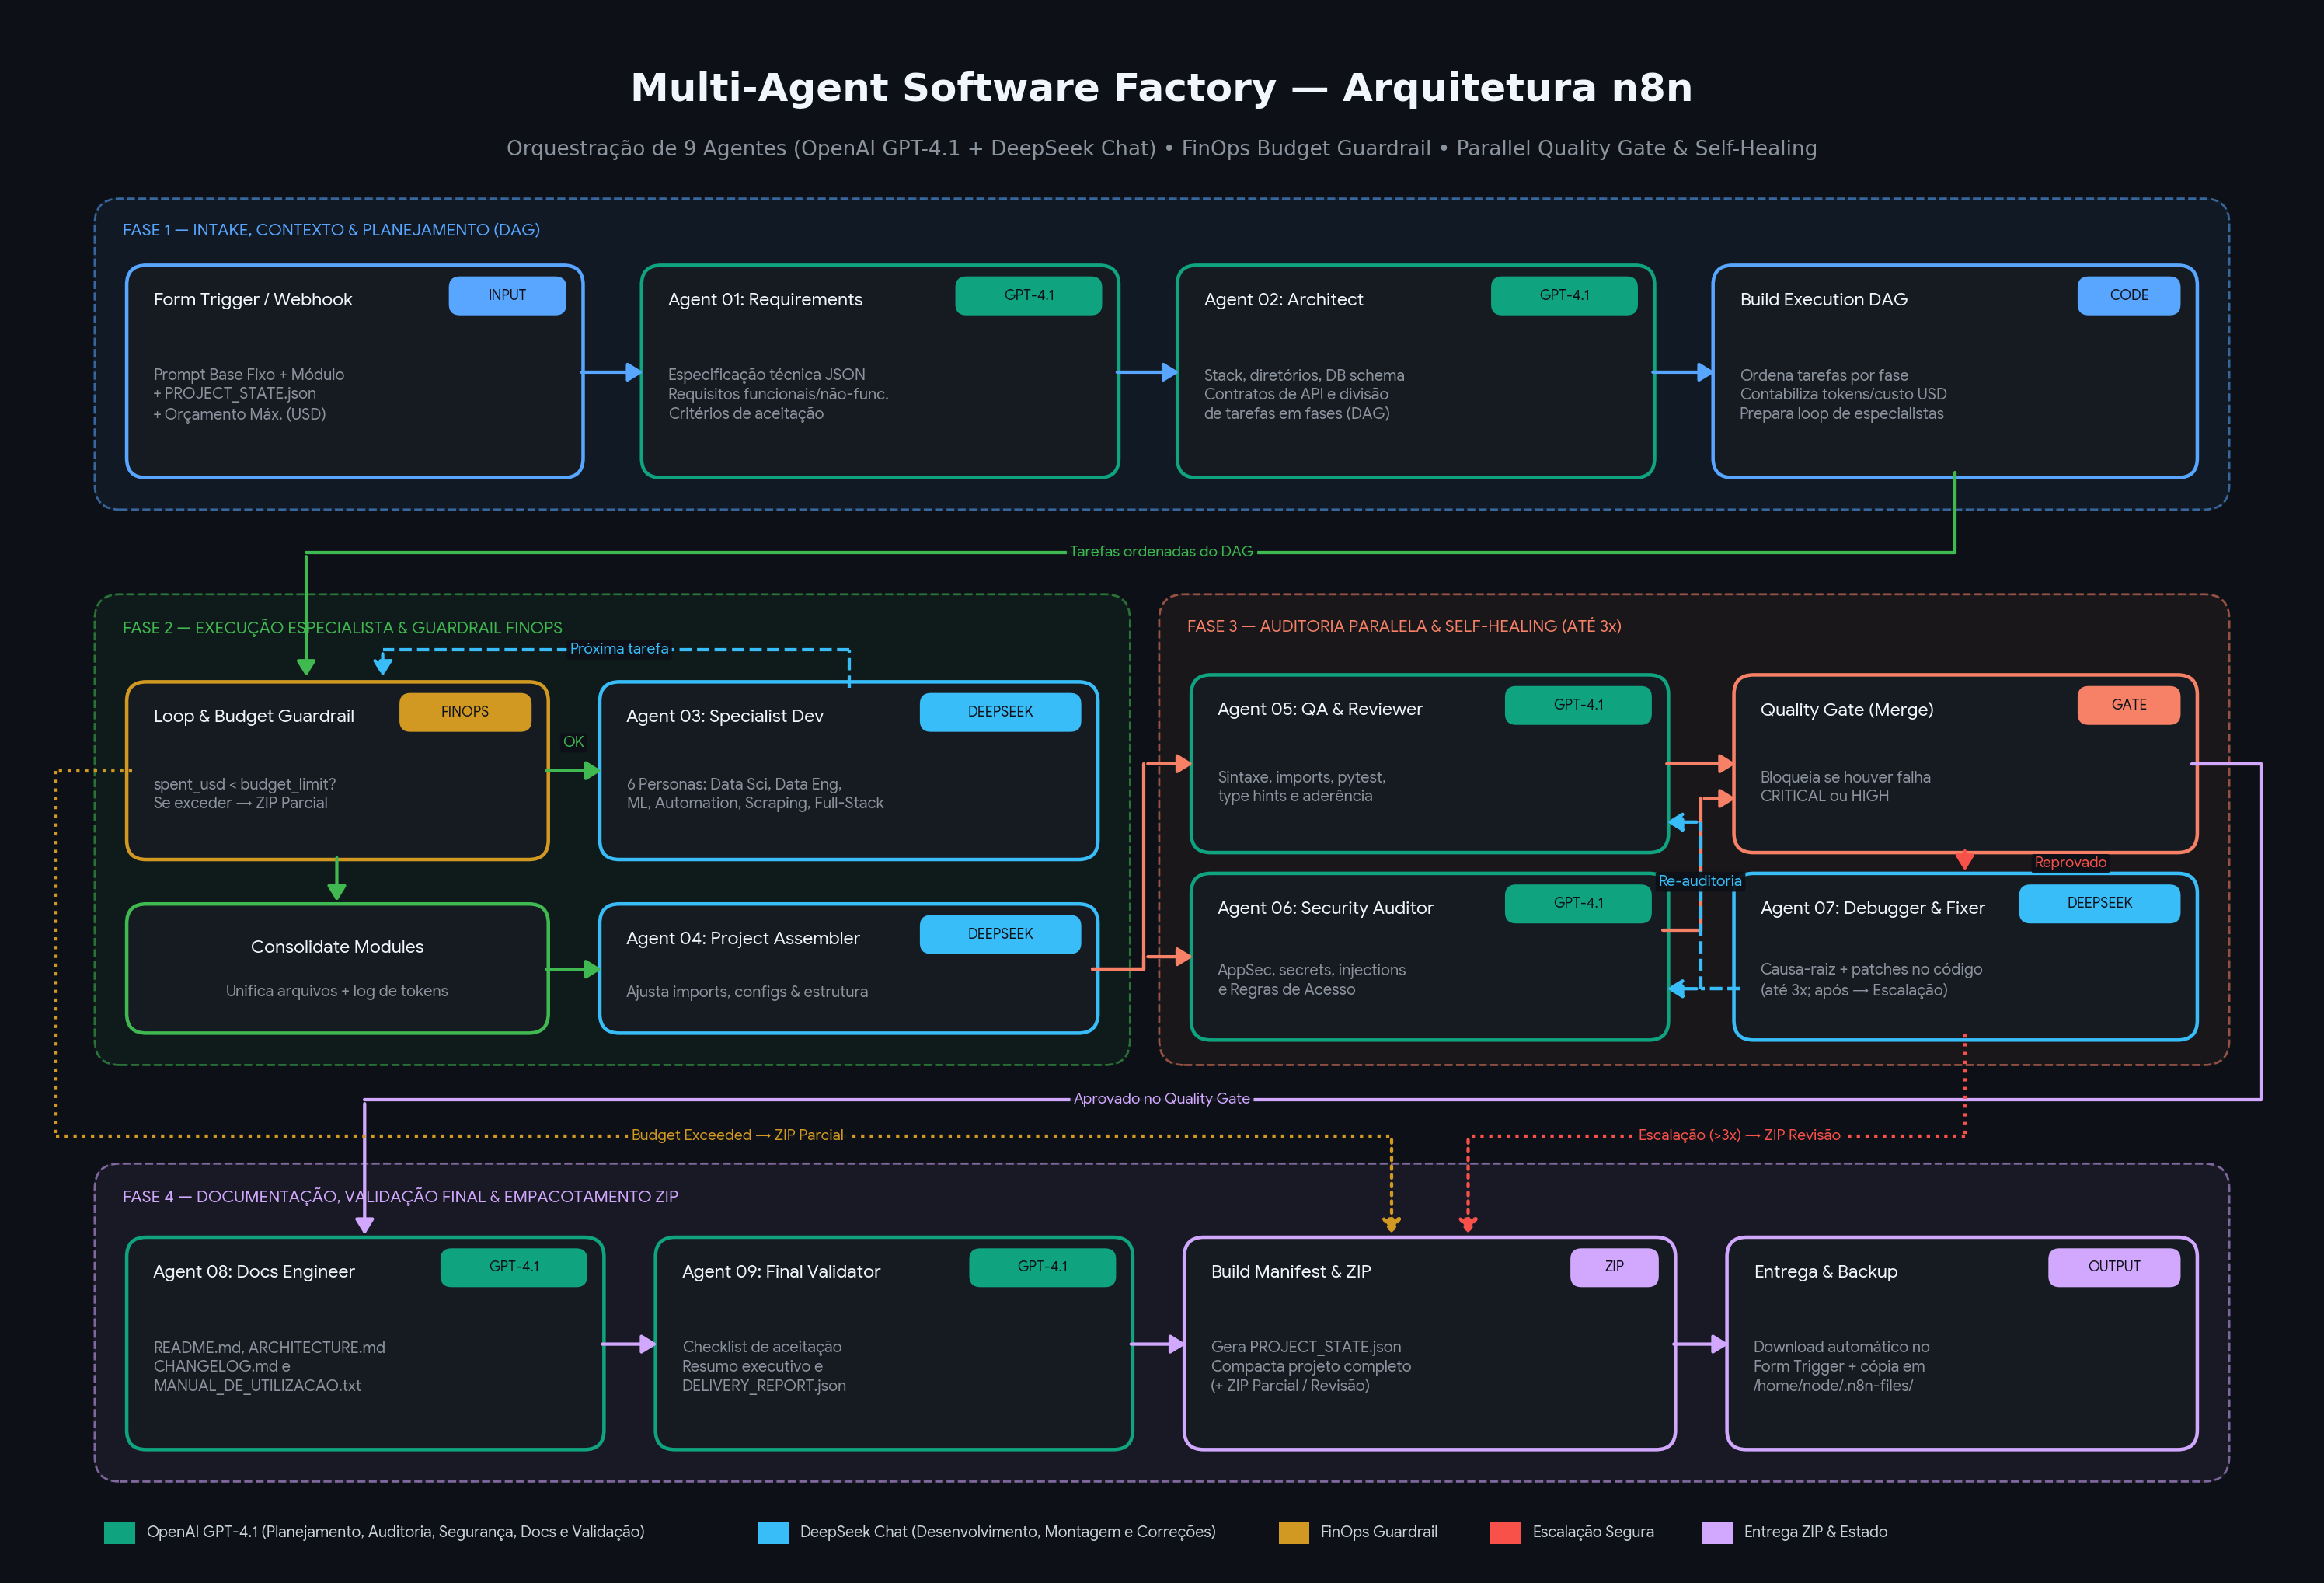 Multi-Agent Software Factory — Arquitetura n8n
Orquestração de 9 Agentes (OpenAI GPT-4.1 + DeepSeek Chat) • FinOps Budget Guardrail • Parallel Quality Gate & Self-Healing
FASE 1 — INTAKE, CONTEXTO & PLANEJAMENTO (DAG)
Form Trigger / Webhook
INPUT
Prompt Base Fixo + Módulo
+ PROJECT_STATE.json
+ Orçamento Máx. (USD)
Agent 01: Requirements
GPT-4.1
Especificação técnica JSON
Requisitos funcionais/não-func.
Critérios de aceitação
Agent 02: Architect
GPT-4.1
Stack, diretórios, DB schema
Contratos de API e divisão
de tarefas em fases (DAG)
Build Execution DAG
CODE
Ordena tarefas por fase
Contabiliza tokens/custo USD
Prepara loop de especialistas
Tarefas ordenadas do DAG
FASE 2 — EXECUÇÃO ESPECIALISTA & GUARDRAIL FINOPS
Próxima tarefa
Loop & Budget Guardrail
FINOPS
spent_usd < budget_limit?
Se exceder → ZIP Parcial
OK
Agent 03: Specialist Dev
DEEPSEEK
6 Personas: Data Sci, Data Eng,
ML, Automation, Scraping, Full-Stack
Consolidate Modules
Unifica arquivos + log de tokens
Agent 04: Project Assembler
DEEPSEEK
Ajusta imports, configs & estrutura
FASE 3 — AUDITORIA PARALELA & SELF-HEALING (ATÉ 3x)
Agent 05: QA & Reviewer
GPT-4.1
Sintaxe, imports, pytest,
type hints e aderência
Quality Gate (Merge)
GATE
Bloqueia se houver falha
CRITICAL ou HIGH
Reprovado
Re-auditoria
Agent 06: Security Auditor
GPT-4.1
AppSec, secrets, injections
e Regras de Acesso
Agent 07: Debugger & Fixer
DEEPSEEK
Causa-raiz + patches no código
(até 3x; após → Escalação)
Aprovado no Quality Gate
Budget Exceeded → ZIP Parcial
Escalação (>3x) → ZIP Revisão
FASE 4 — DOCUMENTAÇÃO, VALIDAÇÃO FINAL & EMPACOTAMENTO ZIP
Agent 08: Docs Engineer
GPT-4.1
README.md, ARCHITECTURE.md
CHANGELOG.md e
MANUAL_DE_UTILIZACAO.txt
Agent 09: Final Validator
GPT-4.1
Checklist de aceitação
Resumo executivo e
DELIVERY_REPORT.json
Build Manifest & ZIP
ZIP
Gera PROJECT_STATE.json
Compacta projeto completo
(+ ZIP Parcial / Revisão)
Entrega & Backup
OUTPUT
Download automático no
Form Trigger + cópia em
/home/node/.n8n-files/
OpenAI GPT-4.1 (Planejamento, Auditoria, Segurança, Docs e Validação)
DeepSeek Chat (Desenvolvimento, Montagem e Correções)
FinOps Guardrail
Escalação Segura
Entrega ZIP & Estado